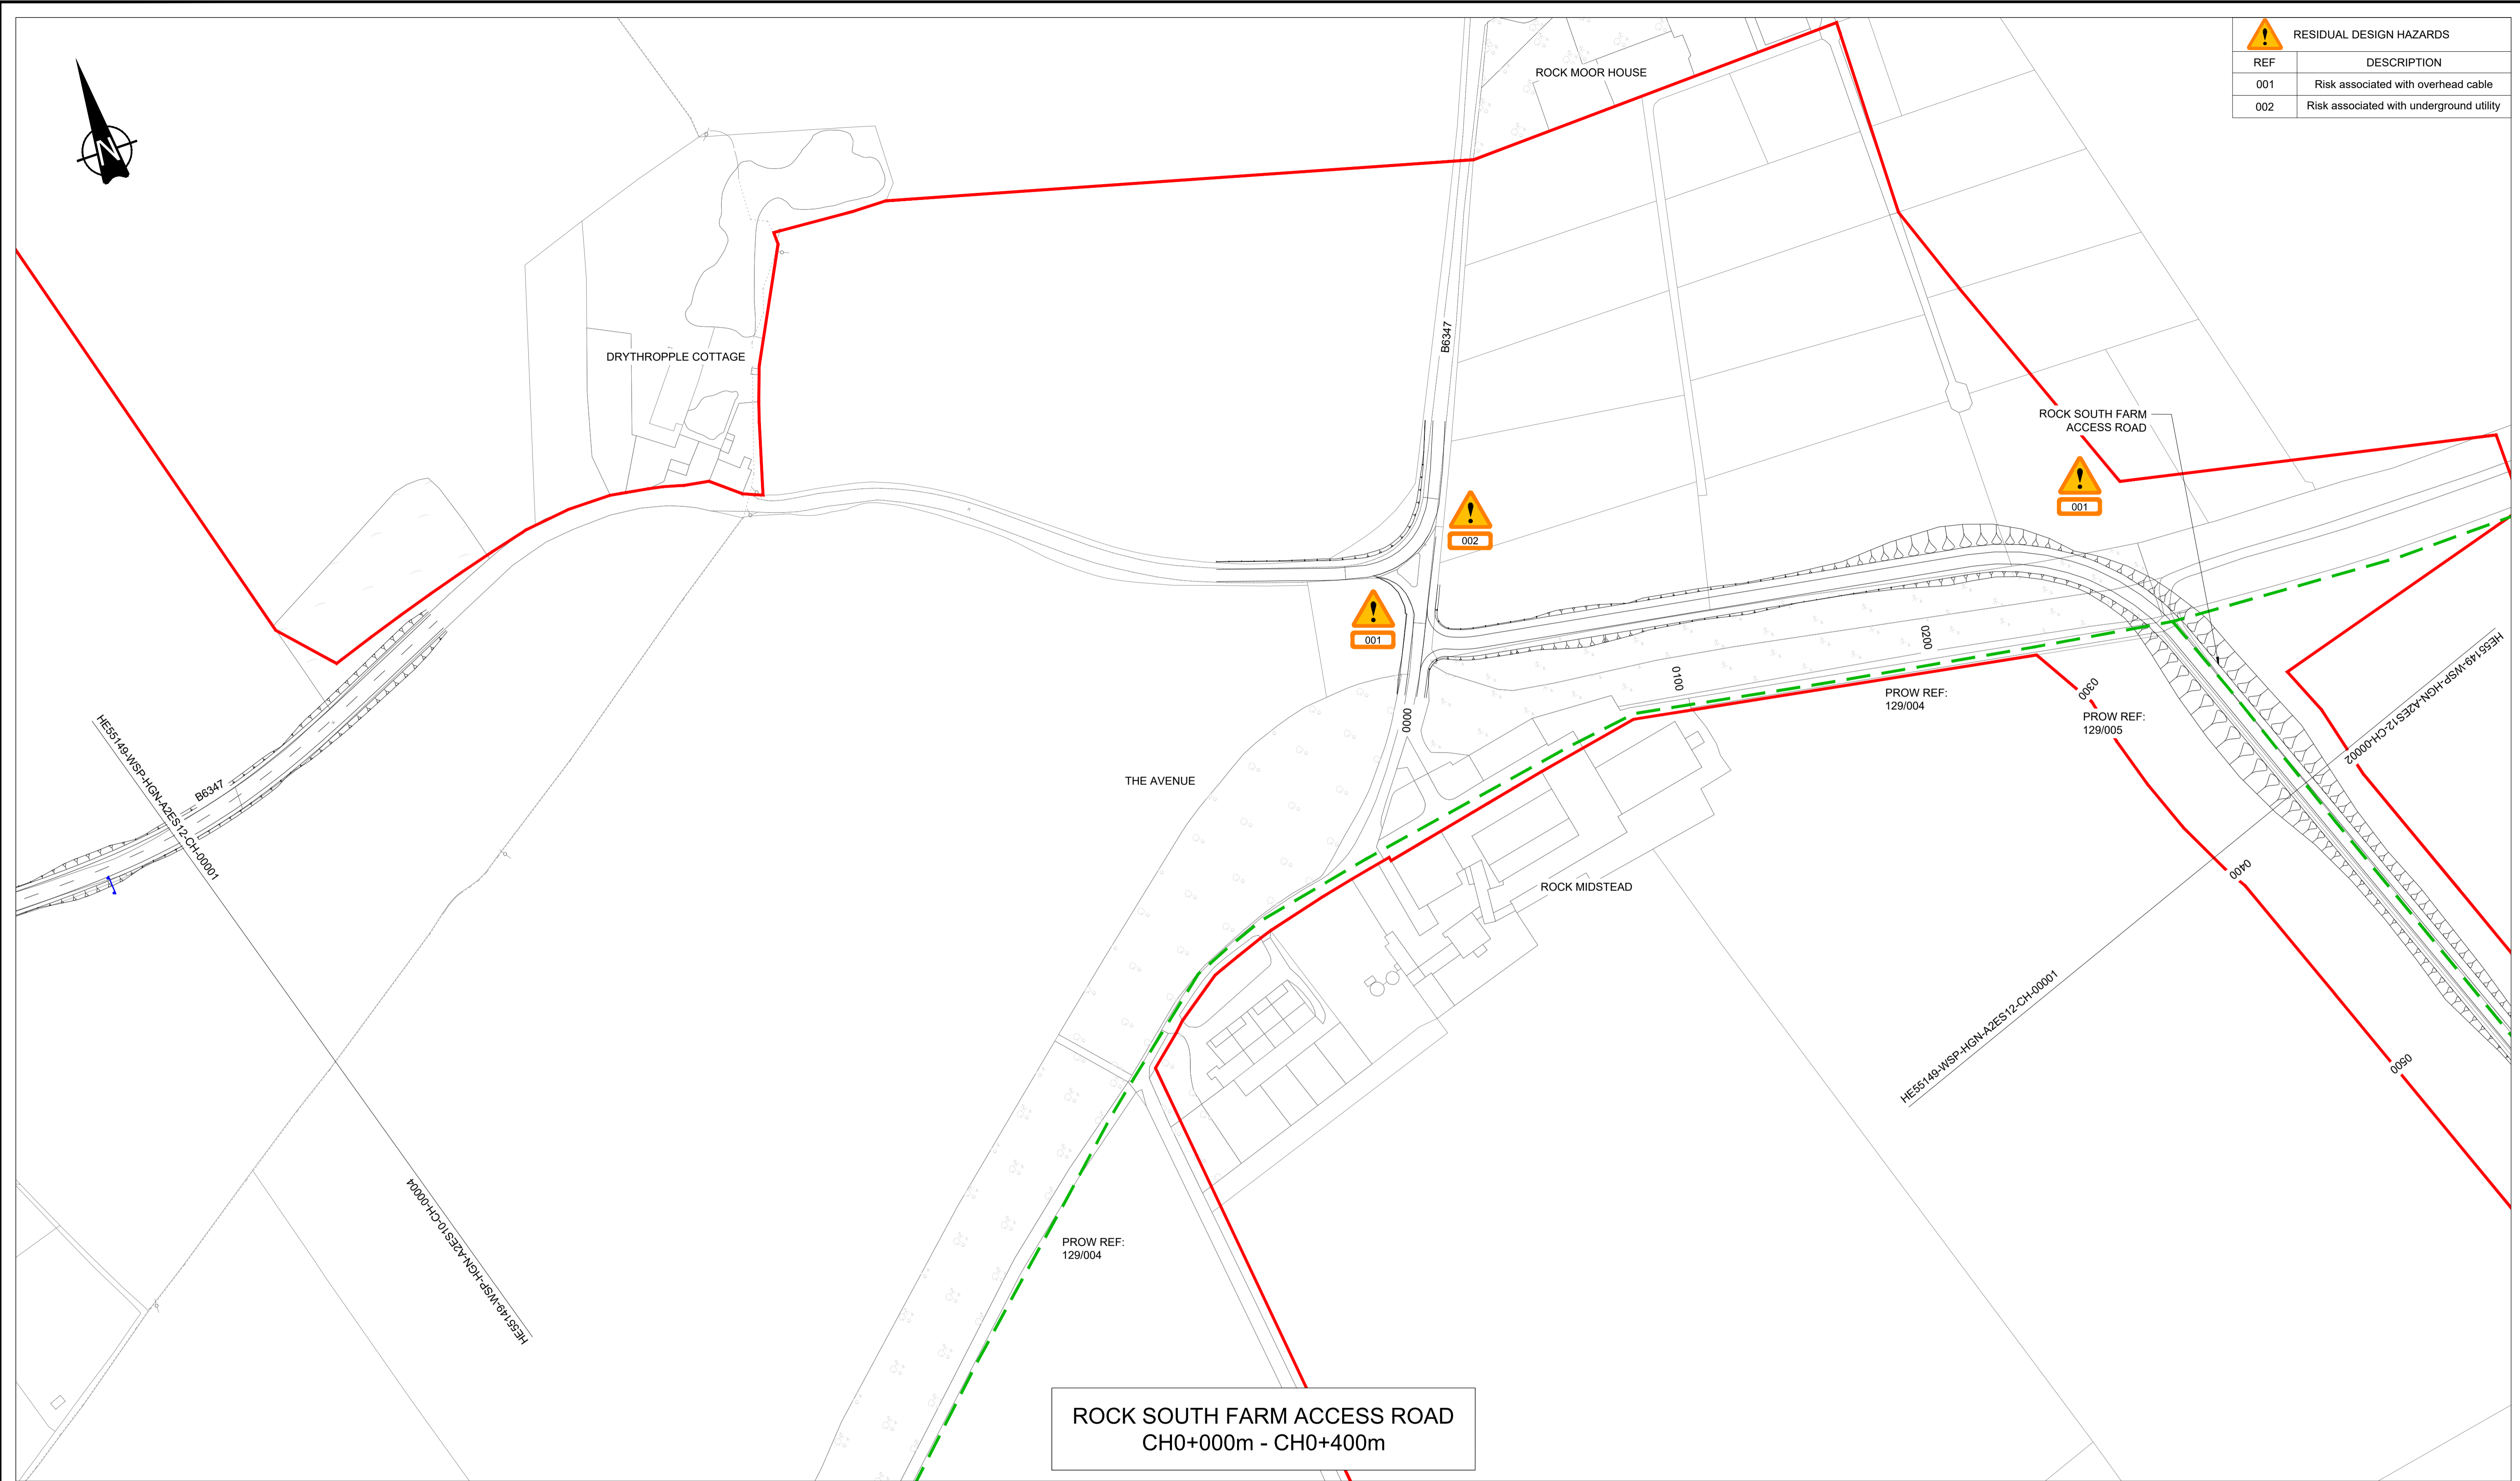 RESIDUAL DESIGN HAZARDS
REF DESCRIPTION
001 Risk associated with overhead cable
002 Risk associated with underground utility
N
ROCK MOOR HOUSE
DRYTHROPPLE COTTAGE
B6347
ROCK SOUTH FARM
ACCESS ROAD
001
002
001
0000
0100
0200
0300
0400
0500
PROW REF:
129/004
PROW REF:
129/005
HE55149-WSP-HGN-A2ES12-CH-00002
HE55149-WSP-HGN-A2ES12-CH-00001
THE AVENUE
B6347
HE55149-WSP-HGN-A2ES12-CH-00001
HE55149-WSP-HGN-A2ES10-CH-00004
ROCK MIDSTEAD
PROW REF:
129/004
ROCK SOUTH FARM ACCESS ROAD
CH0+000m - CH0+400m